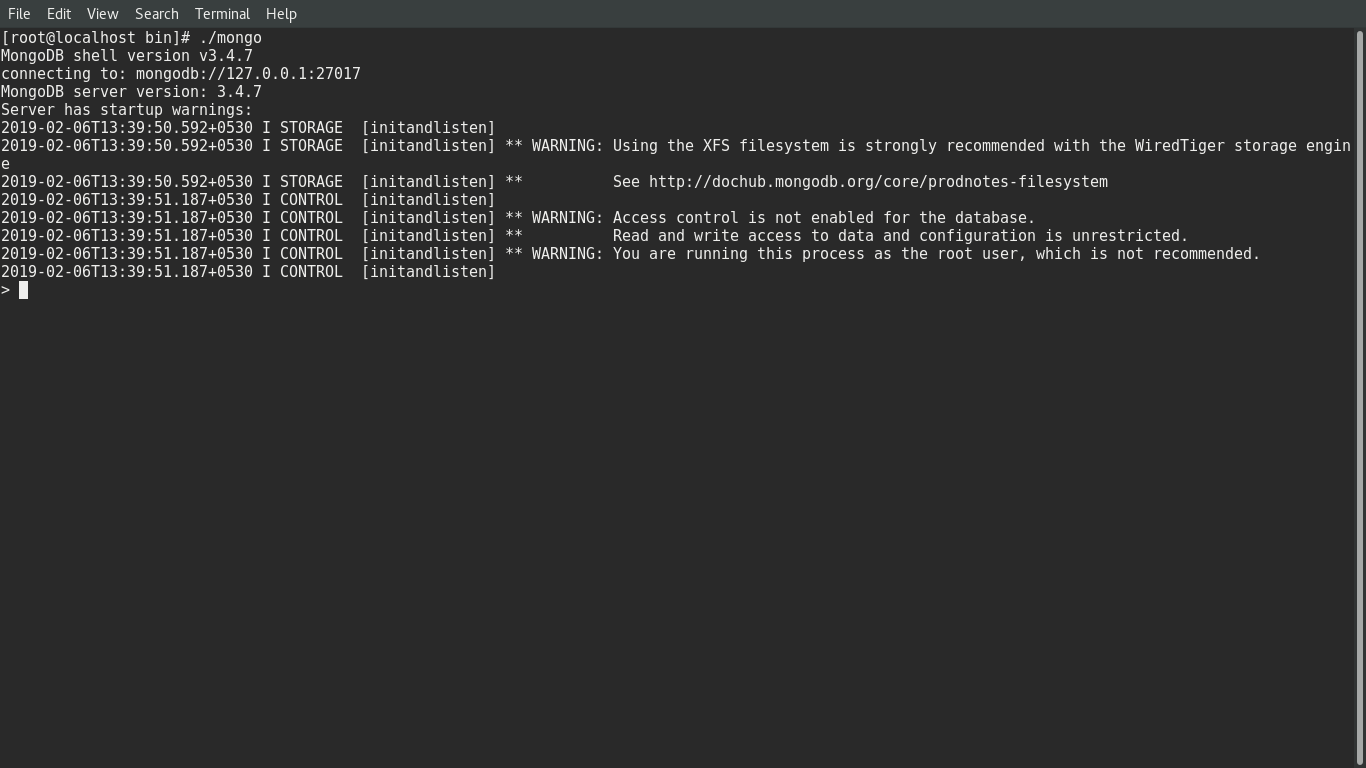 File Edit View Search Terminal Help
[root@localhost bin]# ./mongo
MongoDB shell version v3.4.7
connecting to: mongodb://127.0.0.1:27017
MongoDB server version: 3.4.7
Server has startup warnings:
2019-02-06T13:39:50.592+0530 I STORAGE  [initandlisten]
2019-02-06T13:39:50.592+0530 I STORAGE  [initandlisten] ** WARNING: Using the XFS filesystem is strongly recommended with the WiredTiger storage engin
e
2019-02-06T13:39:50.592+0530 I STORAGE  [initandlisten] **          See http://dochub.mongodb.org/core/prodnotes-filesystem
2019-02-06T13:39:51.187+0530 I CONTROL  [initandlisten]
2019-02-06T13:39:51.187+0530 I CONTROL  [initandlisten] ** WARNING: Access control is not enabled for the database.
2019-02-06T13:39:51.187+0530 I CONTROL  [initandlisten] **          Read and write access to data and configuration is unrestricted.
2019-02-06T13:39:51.187+0530 I CONTROL  [initandlisten] ** WARNING: You are running this process as the root user, which is not recommended.
2019-02-06T13:39:51.187+0530 I CONTROL  [initandlisten]
>